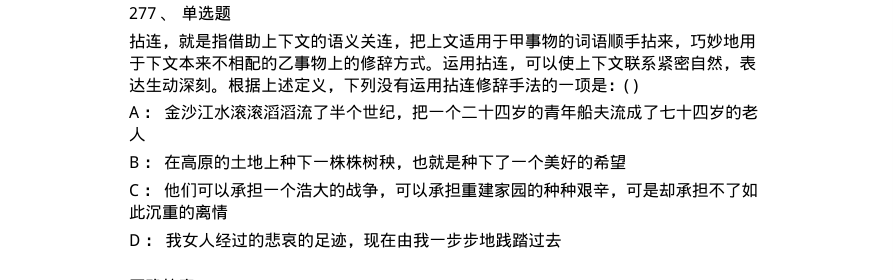 277 、 单选题
拈连，就是指借助上下文的语义关连，把上文适用于甲事物的词语顺手拈来，巧妙地用
于下文本来不相配的乙事物上的修辞方式。运用拈连，可以使上下文联系紧密自然，表
达生动深刻。根据上述定义，下列没有运用拈连修辞手法的一项是：( )
A ： 金沙江水滚滚滔滔流了半个世纪，把一个二十四岁的青年船夫流成了七十四岁的老
人
B ： 在高原的土地上种下一株株树秧，也就是种下了一个美好的希望
C ： 他们可以承担一个浩大的战争，可以承担重建家园的种种艰辛，可是却承担不了如
此沉重的离情
D ： 我女人经过的悲哀的足迹，现在由我一步步地践踏过去